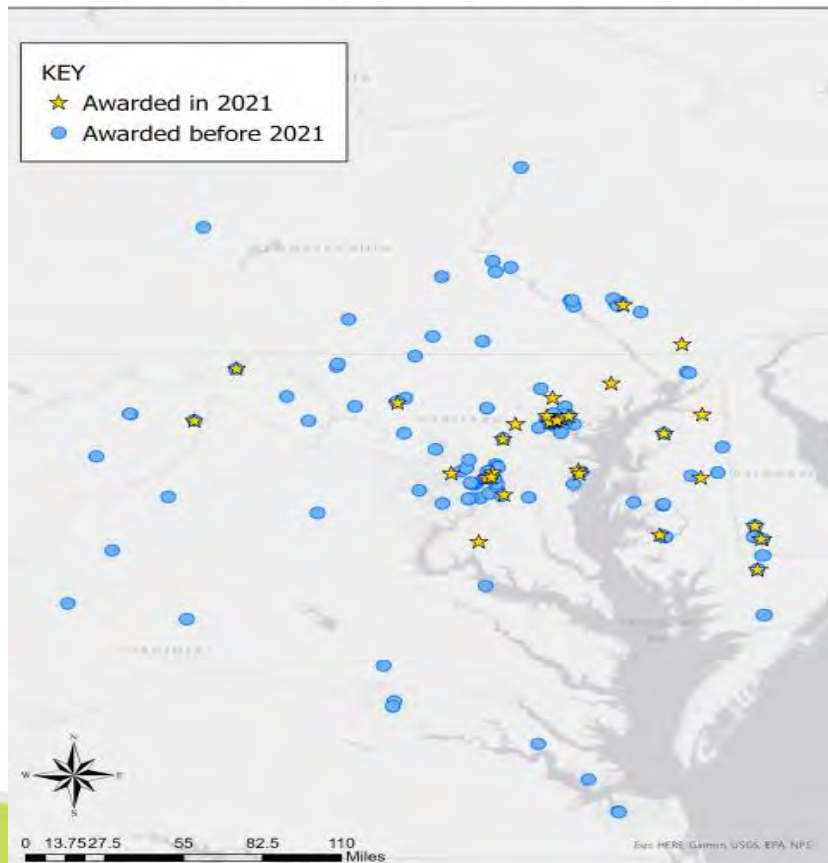 KEY
Awarded in 2021
Awarded before 2021
N
W E
S
0 13.75 27.5 55 82.5 110
Miles
Esri, HERE, Garmin, USGS, EPA, NPS